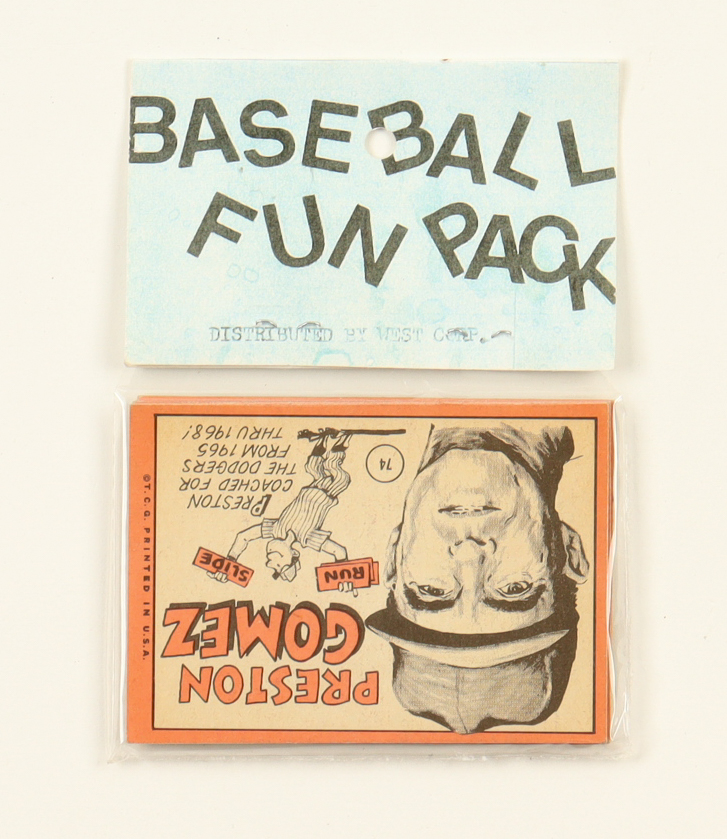 BASEBALL
FUN PACK
DISTRIBUTED BY WEST CORP.
PRESTON
GOMEZ
RUN
SLIDE
74
PRESTON
COACHED FOR
THE DODGERS
FROM 1965
THRU 1968!
©T.C.G. PRINTED IN U.S.A.